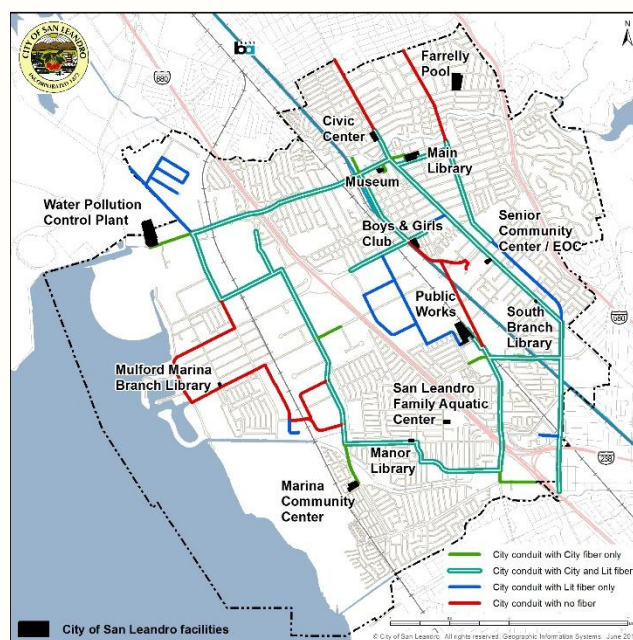 CITY OF SAN LEANDRO
INCORPORATED 1872
ba
N
880
Farrelly
Pool
Civic
Center
Main
Library
Museum
Water Pollution
Control Plant
Boys & Girls
Club
Senior
Community
Center / EOC
Public
Works
South
Branch
Library
580
Mulford Marina
Branch Library
San Leandro
Family Aquatic
Center
Manor
Library
238
Marina
Community
Center
City conduit with City fiber only
City conduit with City and Lit fiber
City conduit with Lit fiber only
City conduit with no fiber
City of San Leandro facilities
© City of San Leandro. All rights reserved. Geographic Information Systems. June